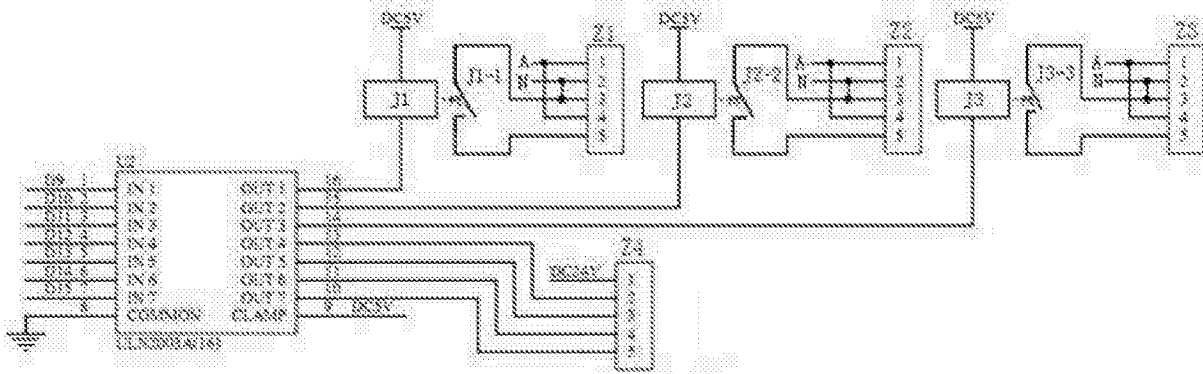 DC5V
DC5V
DC5V
Z1
Z2
Z3
J1
J1-1
A
N
1
2
3
4
5
J2
J2-2
A
N
1
2
3
4
5
J3
J3-3
A
N
1
2
3
4
5
U2
IN 1
IN 2
IN 3
IN 4
IN 5
IN 6
IN 7
COMNION
OUT 1
OUT 2
OUT 3
OUT 4
OUT 5
OUT 6
OUT 7
CLAMP
9
DC5V
Z4
DC24V
1
2
3
4
5